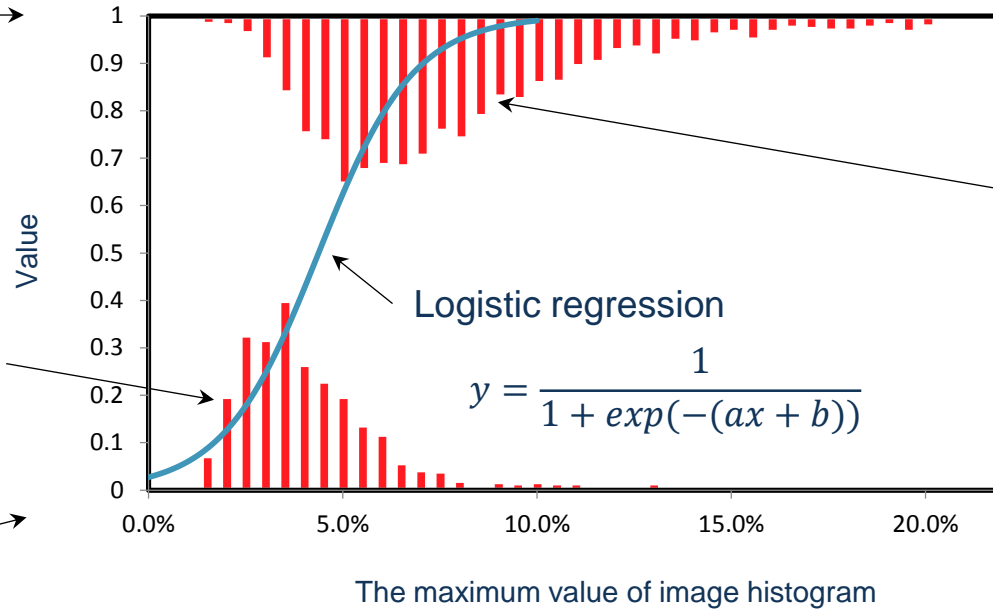 1
0.9
0.8
0.7
0.6
0.5
0.4
0.3
0.2
0.1
0
Value
Logistic regression
y = 1 / (1 + exp(−(ax + b)))
0.0% 5.0% 10.0% 15.0% 20.0%
The maximum value of image histogram